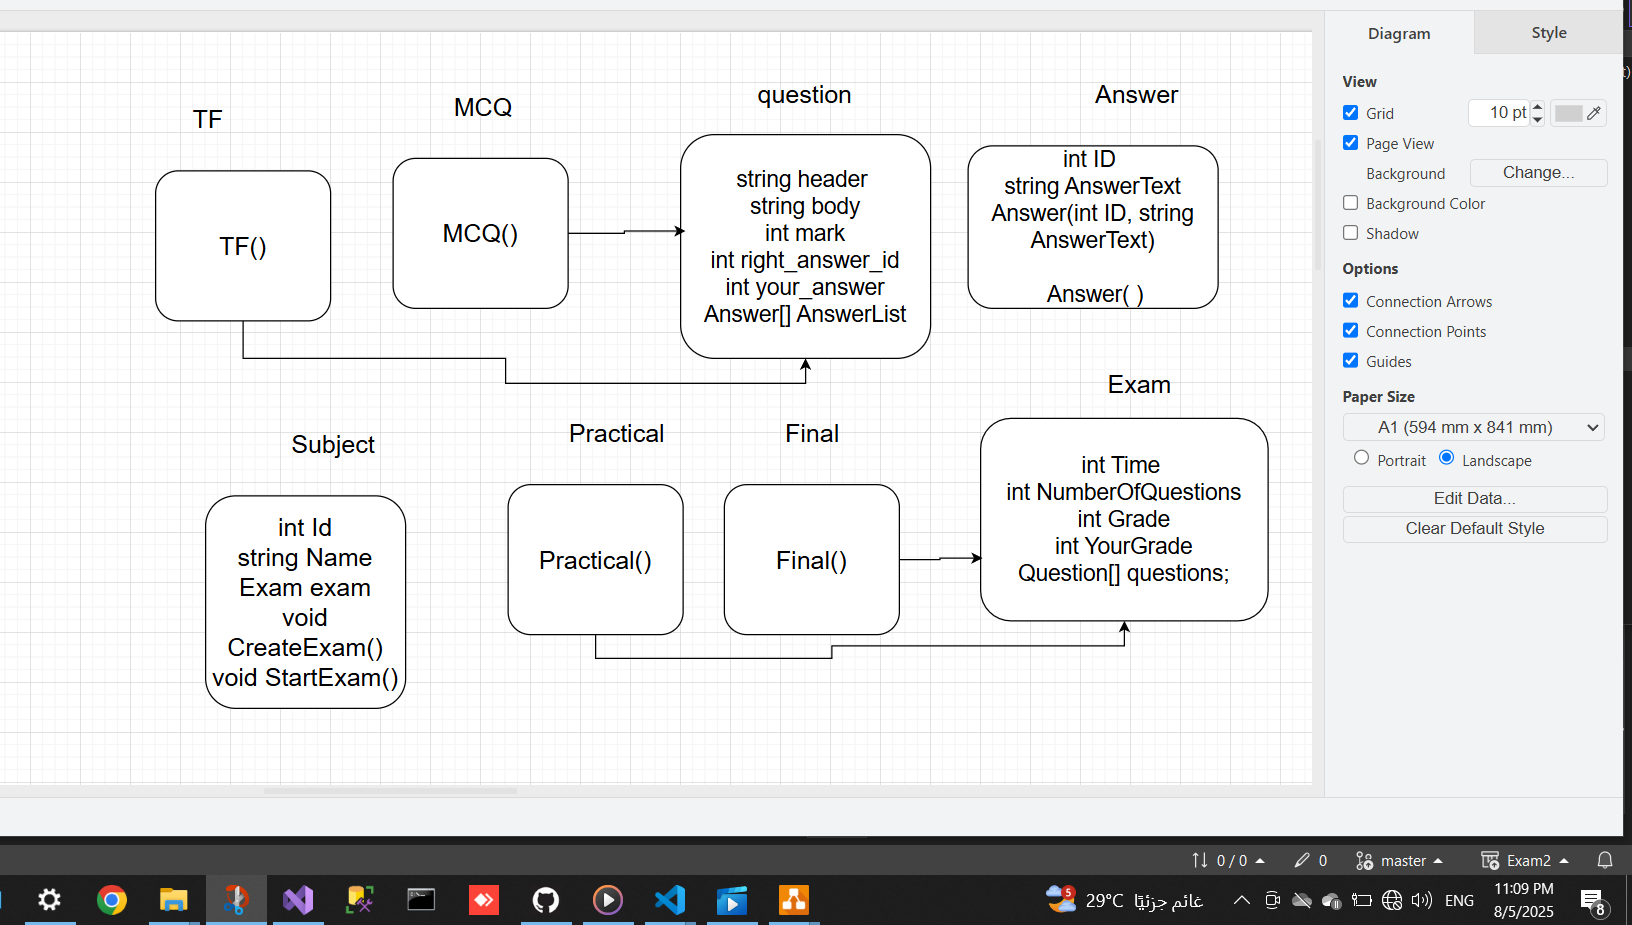 TF
MCQ
question
Answer
TF()
MCQ()
string header
string body
int mark
int right_answer_id
int your_answer
Answer[] AnswerList
int ID
string AnswerText
Answer(int ID, string
AnswerText)
Answer( )
Subject
Practical
Final
Exam
int Id
string Name
Exam exam
void
CreateExam()
void StartExam()
Practical()
Final()
int Time
int NumberOfQuestions
int Grade
int YourGrade
Question[] questions;
Diagram
Style
View
Grid
10 pt
Page View
Background
Change...
Background Color
Shadow
Options
Connection Arrows
Connection Points
Guides
Paper Size
A1 (594 mm x 841 mm)
Portrait
Landscape
Edit Data...
Clear Default Style
0 / 0
0
master
Exam2
5
29°C
غائم جزئيًا
ENG
11:09 PM
8/5/2025
8